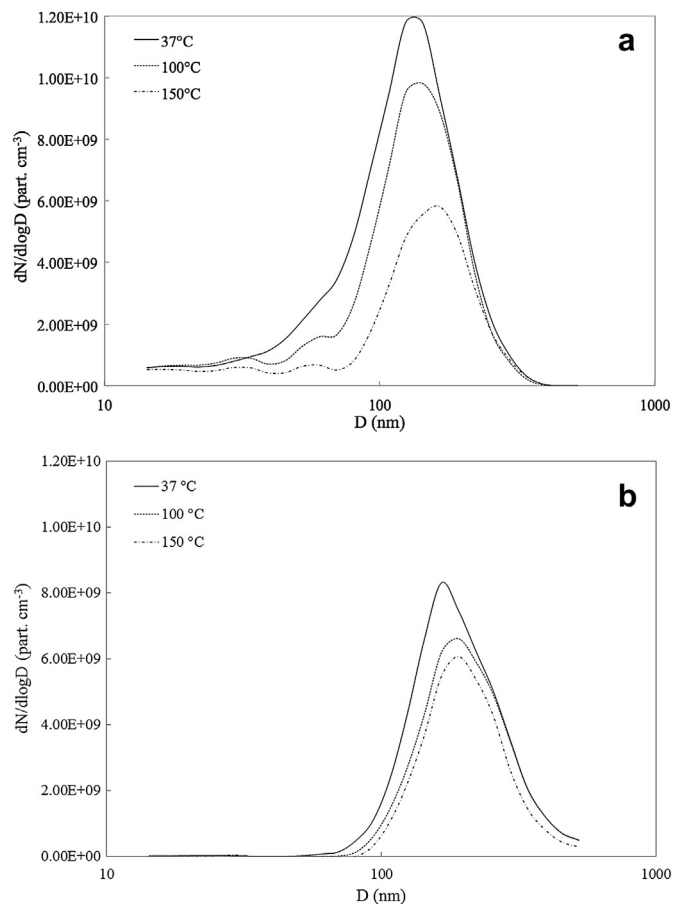 a
37°C
100°C
150°C
1.20E+10
1.00E+10
8.00E+09
6.00E+09
4.00E+09
2.00E+09
0.00E+00
dN/dlogD (part. cm-3)
10
100
1000
D (nm)
b
37 °C
100 °C
150 °C
1.20E+10
1.00E+10
8.00E+09
6.00E+09
4.00E+09
2.00E+09
0.00E+00
dN/dlogD (part. cm-3)
10
100
1000
D (nm)